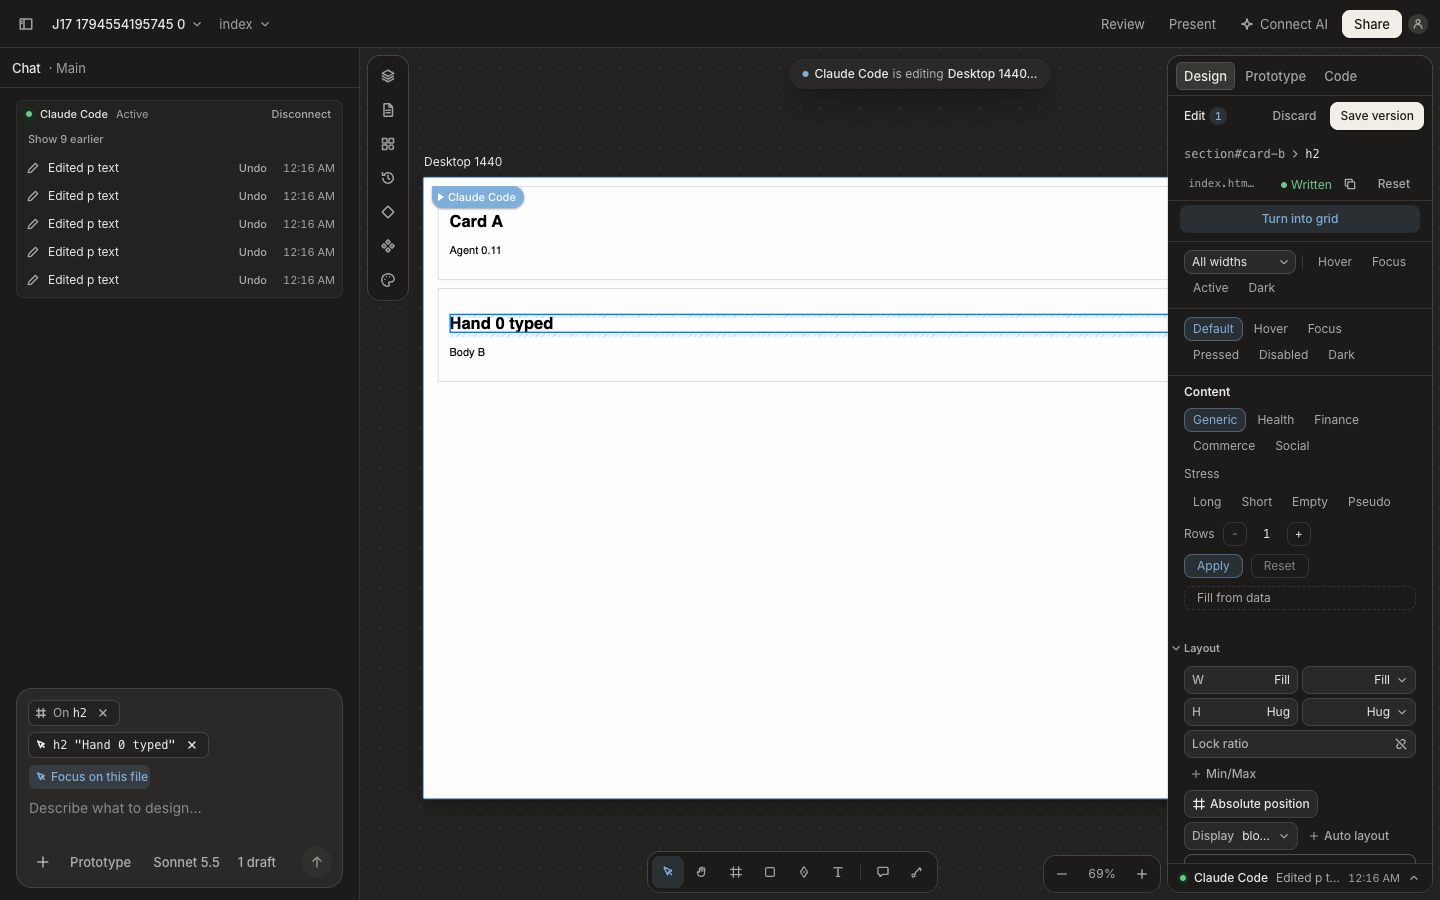 J17 1794554195745 0
index
Review
Present
Connect AI
Share
Chat · Main
Claude Code Active
Disconnect
Show 9 earlier
Edited p text Undo 12:16 AM
Edited p text Undo 12:16 AM
Edited p text Undo 12:16 AM
Edited p text Undo 12:16 AM
Edited p text Undo 12:16 AM
On h2
h2 "Hand 0 typed"
Focus on this file
Describe what to design...
Prototype
Sonnet 5.5
1 draft
Claude Code is editing Desktop 1440...
Desktop 1440
Claude Code
Card A
Agent 0.11
Hand 0 typed
Body B
69%
Design Prototype Code
Edit 1 Discard Save version
section#card-b > h2
index.htm… Written Reset
Turn into grid
All widths Hover Focus
Active Dark
Default Hover Focus
Pressed Disabled Dark
Content
Generic Health Finance
Commerce Social
Stress
Long Short Empty Pseudo
Rows - 1 +
Apply Reset
Fill from data
Layout
W Fill Fill
H Hug Hug
Lock ratio
+ Min/Max
Absolute position
Display blo... + Auto layout
Claude Code Edited p t... 12:16 AM